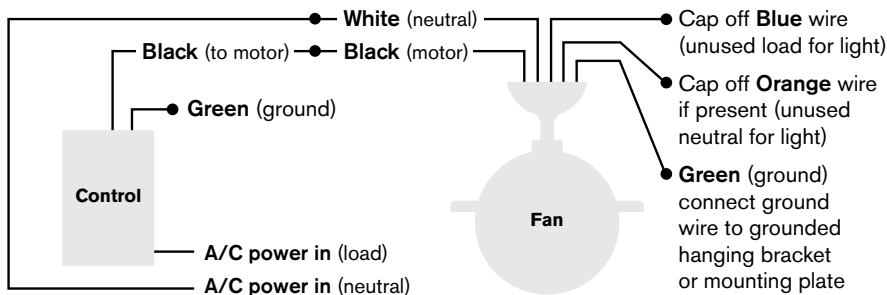 White (neutral)
Black (to motor)
Black (motor)
Green (ground)
Control
A/C power in (load)
A/C power in (neutral)
Fan
Cap off Blue wire
(unused load for light)
Cap off Orange wire
if present (unused
neutral for light)
Green (ground)
connect ground
wire to grounded
hanging bracket
or mounting plate